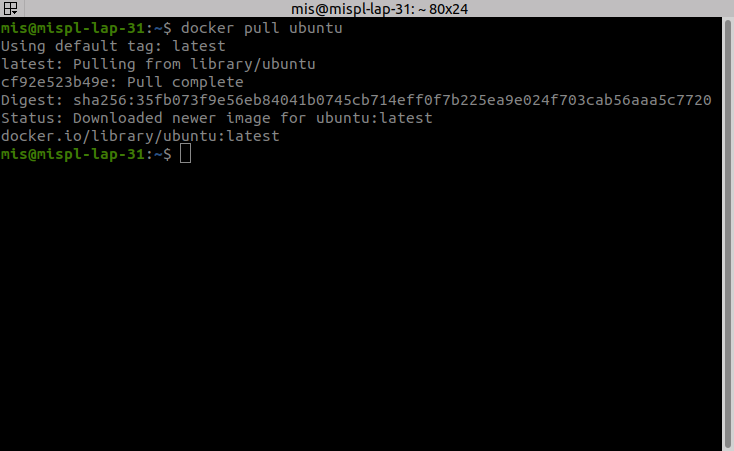 mis@mispl-lap-31: ~ 80x24
mis@mispl-lap-31:~$ docker pull ubuntu
Using default tag: latest
latest: Pulling from library/ubuntu
cf92e523b49e: Pull complete
Digest: sha256:35fb073f9e56eb84041b0745cb714eff0f7b225ea9e024f703cab56aaa5c7720
Status: Downloaded newer image for ubuntu:latest
docker.io/library/ubuntu:latest
mis@mispl-lap-31:~$